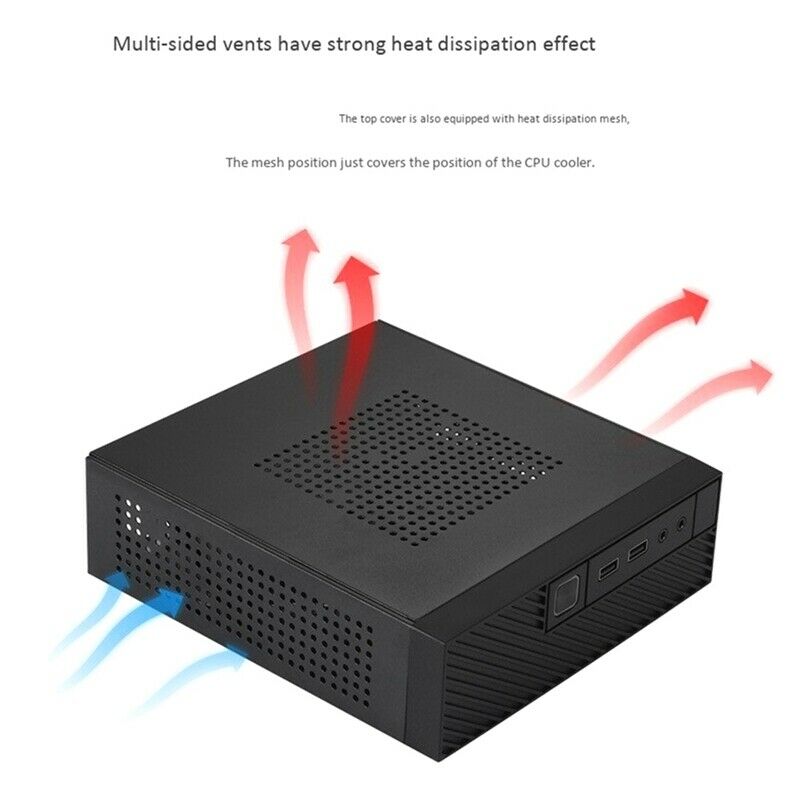 Multi-sided vents have strong heat dissipation effect
The top cover is also equipped with heat dissipation mesh,
The mesh position just covers the position of the CPU cooler.